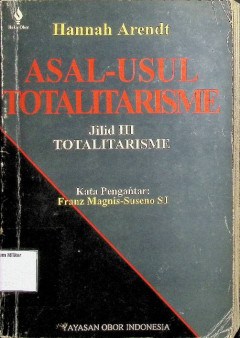 Hannah Arendt
ASAL-USUL
TOTALITARISME
Jilid III
TOTALITARISME
Kata Pengantar:
Franz Magnis-Suseno SJ
YAYASAN OBOR INDONESIA